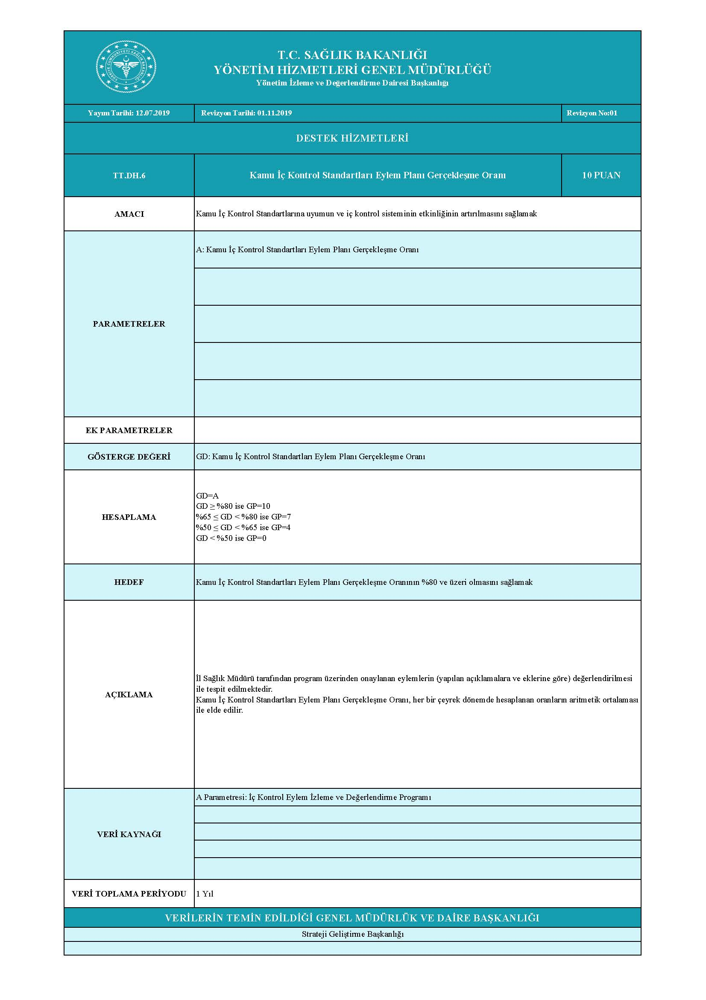 TÜRKİYE CUMHURİYETİ SAĞLIK BAKANLIĞI
T.C. SAĞLIK BAKANLIĞI
YÖNETİM HİZMETLERİ GENEL MÜDÜRLÜĞÜ
Yönetim İzleme ve Değerlendirme Dairesi Başkanlığı
Yayım Tarihi: 12.07.2019
Revizyon Tarihi: 01.11.2019
Revizyon No:01
DESTEK HİZMETLERİ
TT.DH.6
Kamu İç Kontrol Standartları Eylem Planı Gerçekleşme Oranı
10 PUAN
AMACI
Kamu İç Kontrol Standartlarına uyumun ve iç kontrol sisteminin etkinliğinin artırılmasını sağlamak
PARAMETRELER
A: Kamu İç Kontrol Standartları Eylem Planı Gerçekleşme Oranı
EK PARAMETRELER
GÖSTERGE DEĞERİ
GD: Kamu İç Kontrol Standartları Eylem Planı Gerçekleşme Oranı
HESAPLAMA
GD=A
GD ≥ %80 ise GP=10
%65 ≤ GD < %80 ise GP=7
%50 ≤ GD < %65 ise GP=4
GD < %50 ise GP=0
HEDEF
Kamu İç Kontrol Standartları Eylem Planı Gerçekleşme Oranının %80 ve üzeri olmasını sağlamak
AÇIKLAMA
İl Sağlık Müdürü tarafından program üzerinden onaylanan eylemlerin (yapılan açıklamalara ve eklerine göre) değerlendirilmesi
ile tespit edilmektedir.
Kamu İç Kontrol Standartları Eylem Planı Gerçekleşme Oranı, her bir çeyrek dönemde hesaplanan oranların aritmetik ortalaması
ile elde edilir.
VERİ KAYNAĞI
A Parametresi: İç Kontrol Eylem İzleme ve Değerlendirme Programı
VERİ TOPLAMA PERİYODU
1 Yıl
VERİLERİN TEMİN EDİLDİĞİ GENEL MÜDÜRLÜK VE DAİRE BAŞKANLIĞI
Strateji Geliştirme Başkanlığı